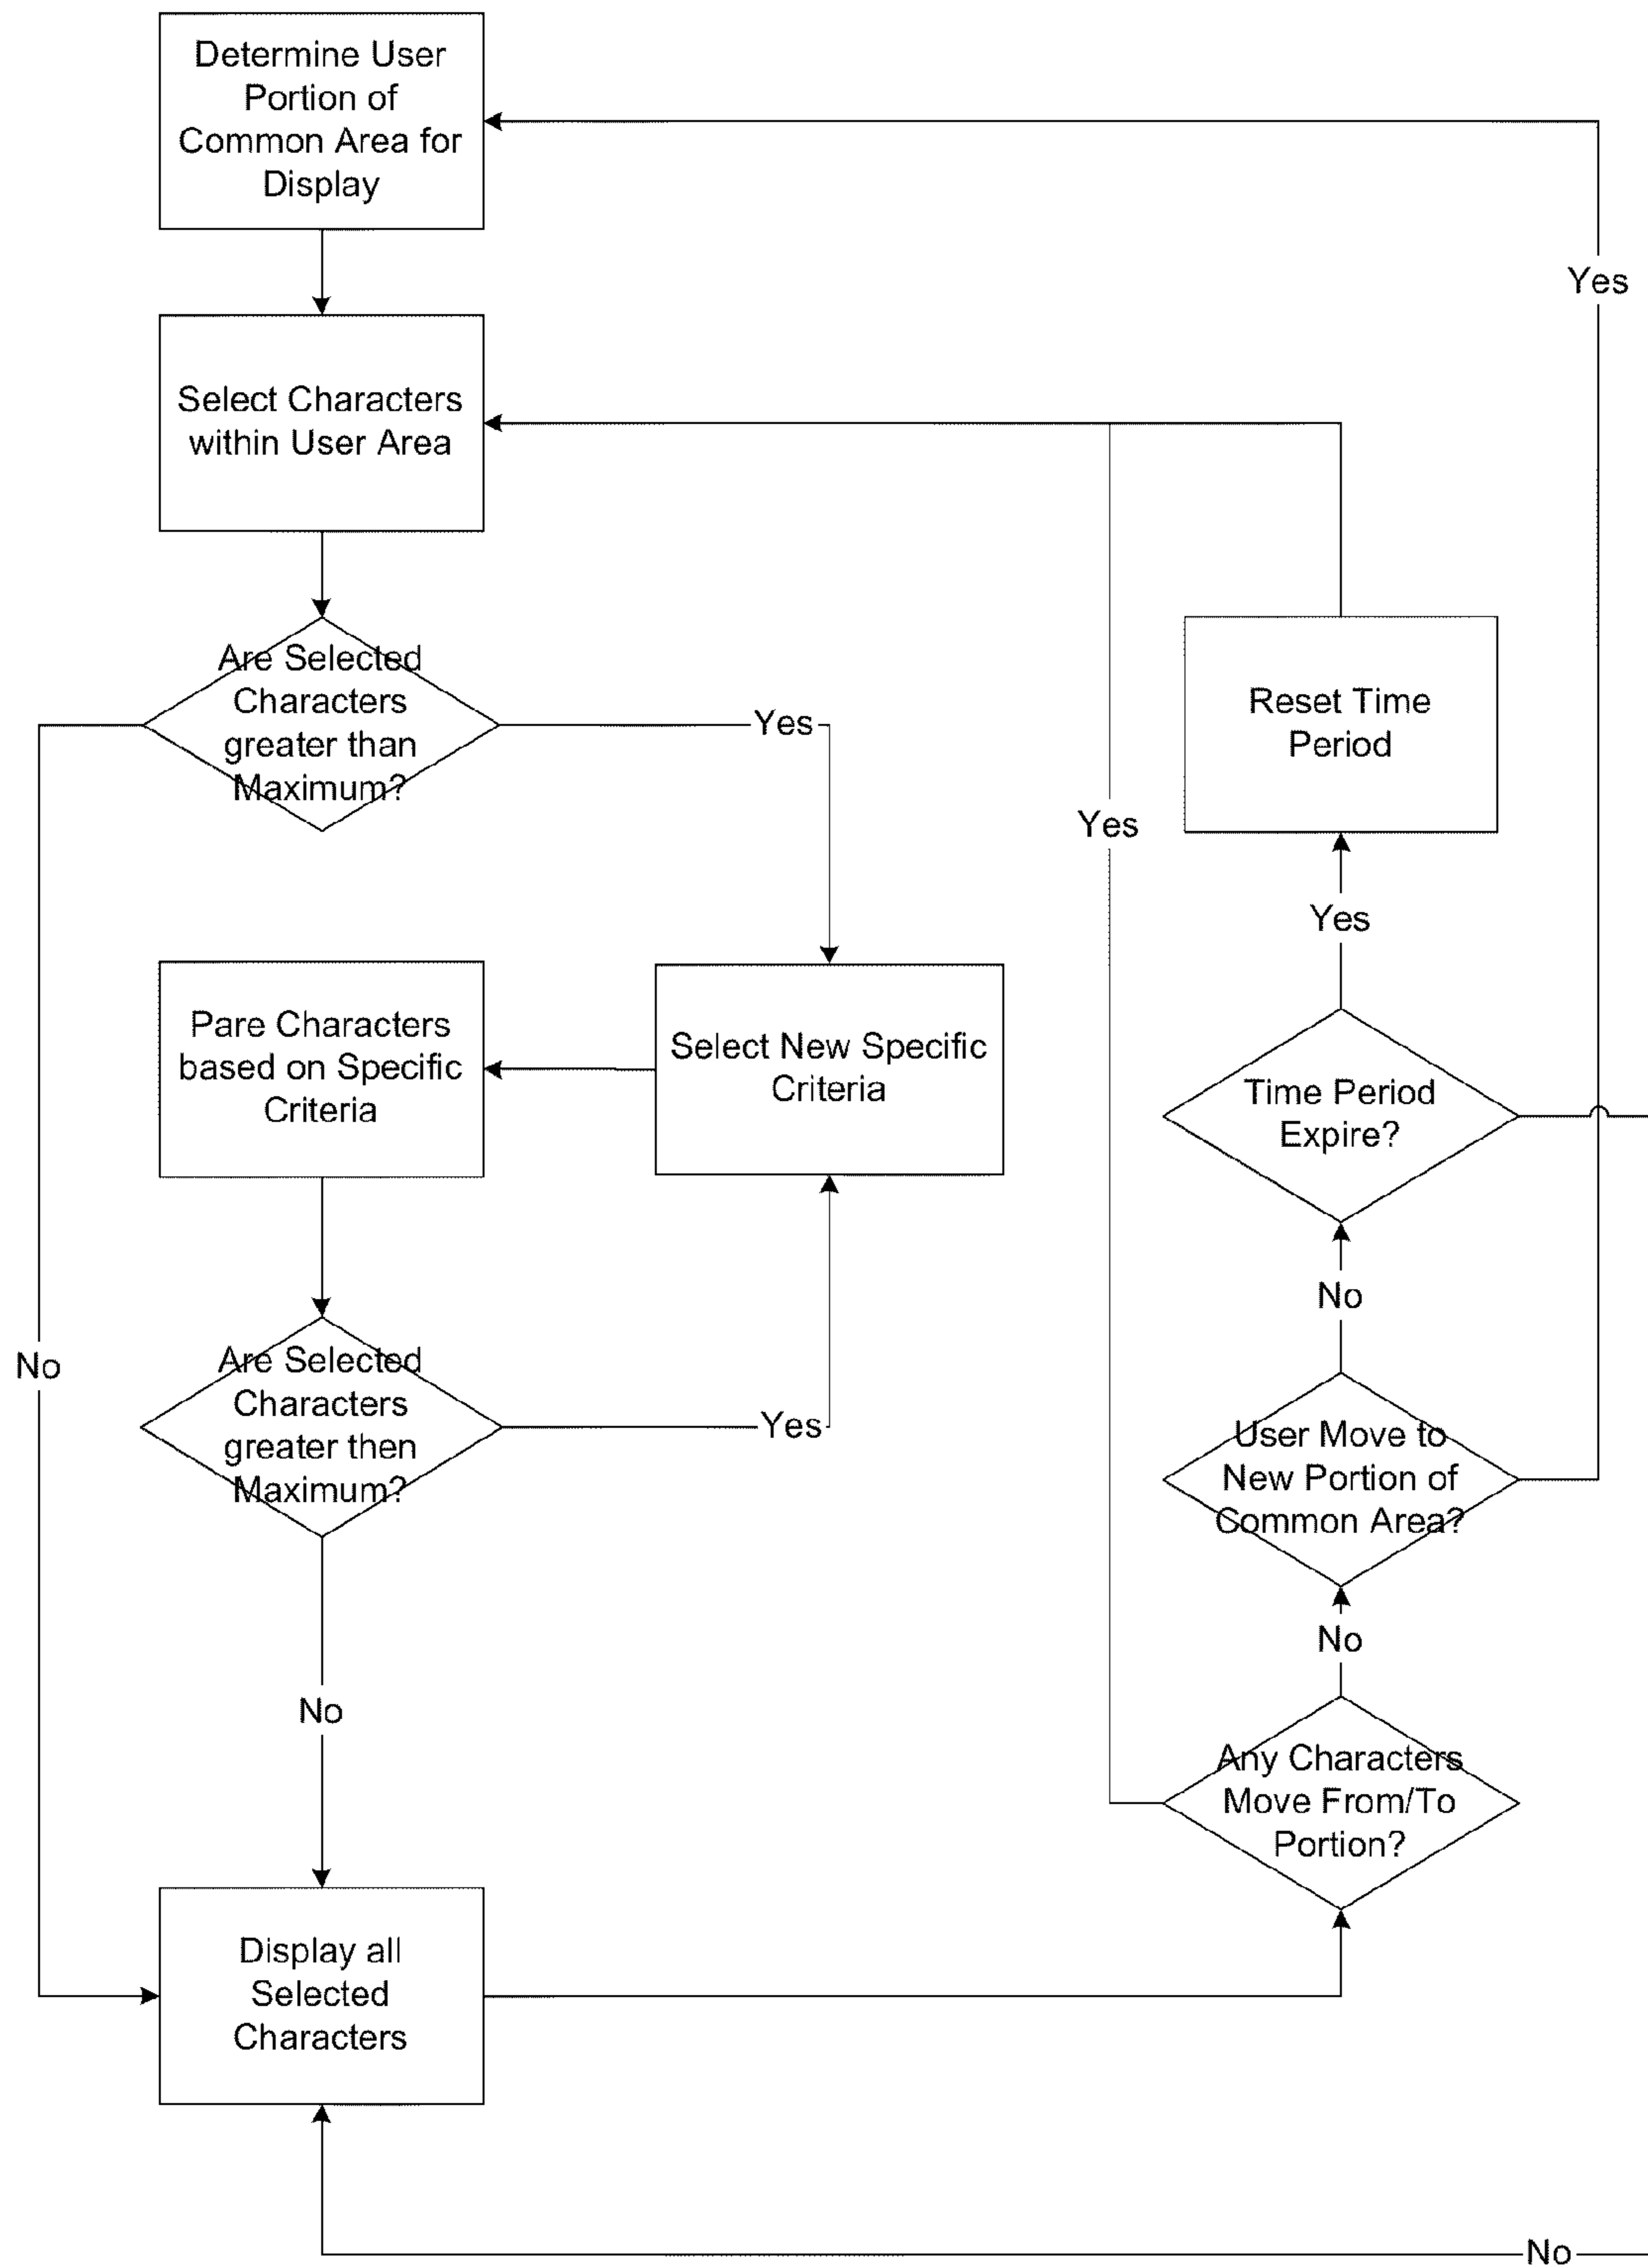 Determine User
Portion of
Common Area for
Display
Yes
Select Characters
within User Area
Are Selected
Characters
greater than
Maximum?
Yes
Reset Time
Period
Yes
Yes
Pare Characters
based on Specific
Criteria
Select New Specific
Criteria
Time Period
Expire?
No
No
Are Selected
Characters
greater then
Maximum?
Yes
User Move to
New Portion of
Common Area?
No
No
Any Characters
Move From/To
Portion?
Display all
Selected
Characters
No